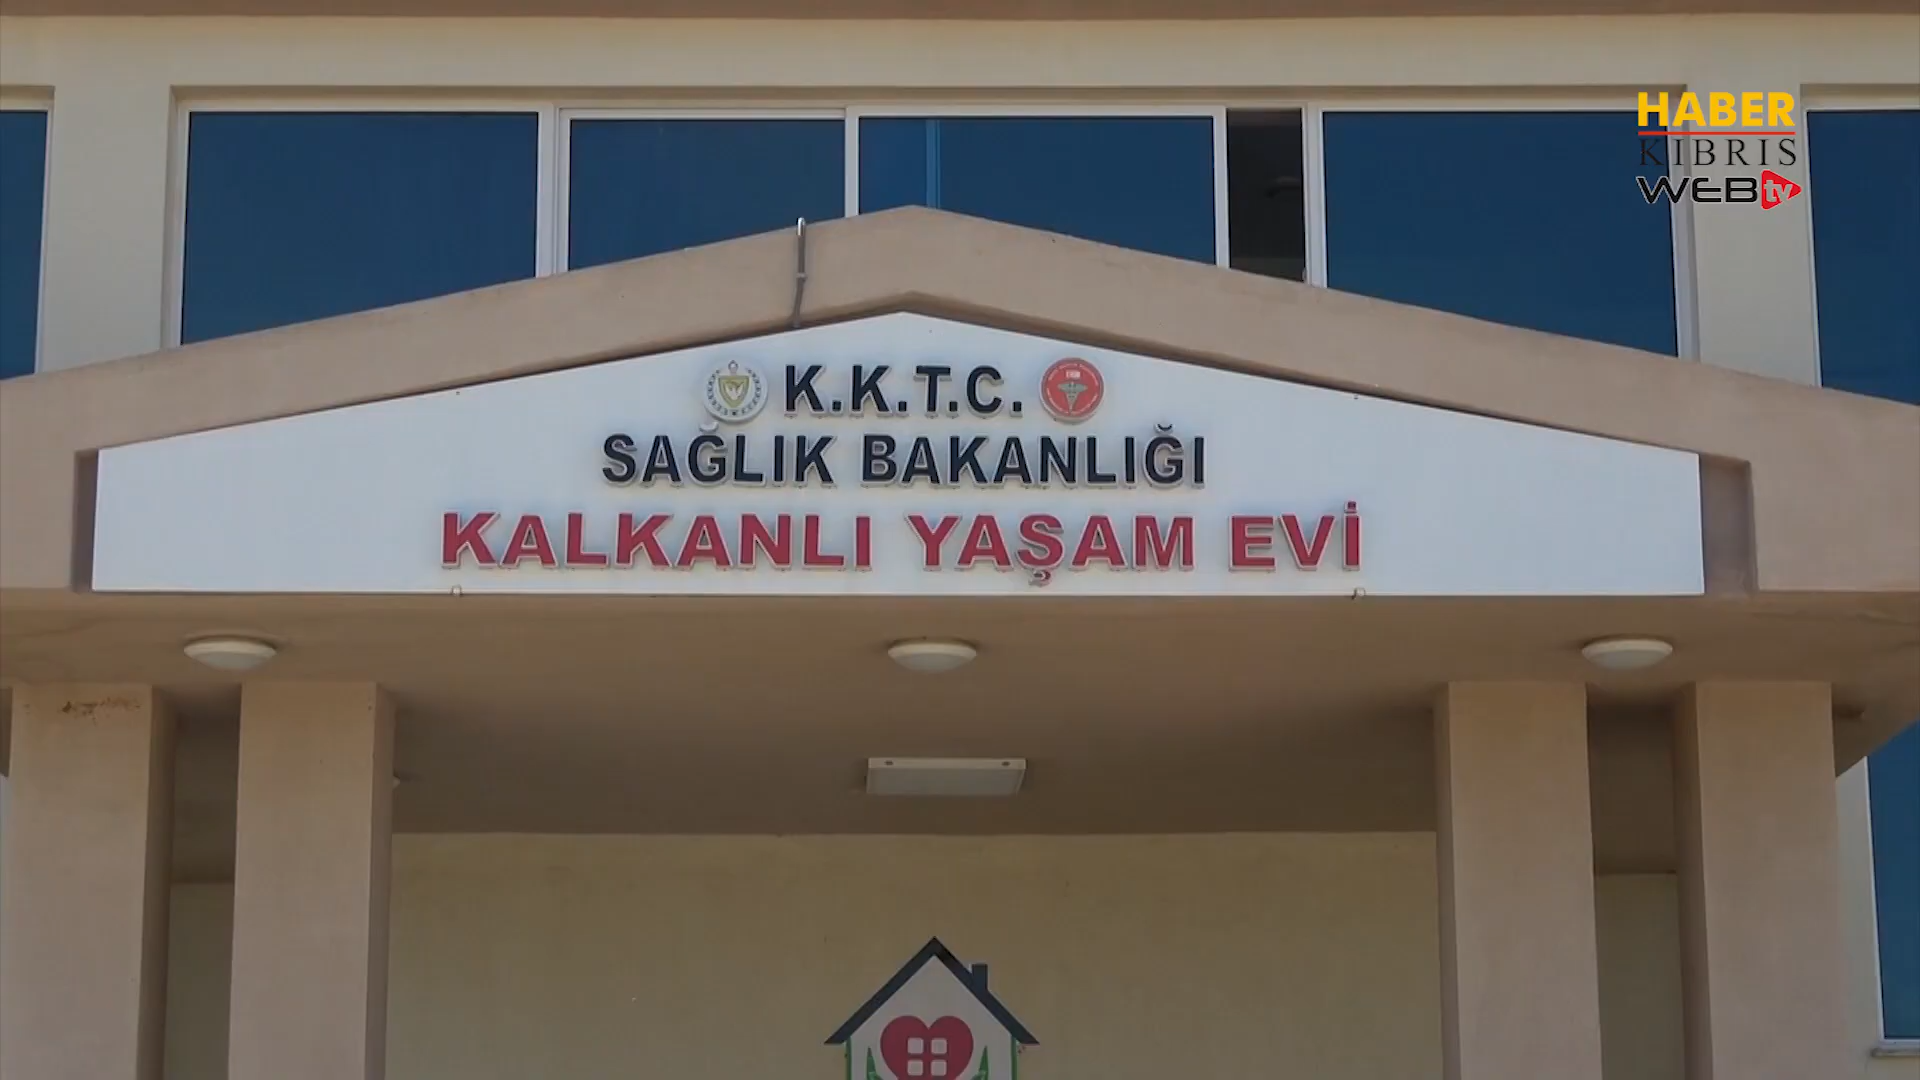 HABER
KIBRIS
WEB tv
K.K.T.C.
SAĞLIK BAKANLIĞI
KALKANLI YAŞAM EVİ